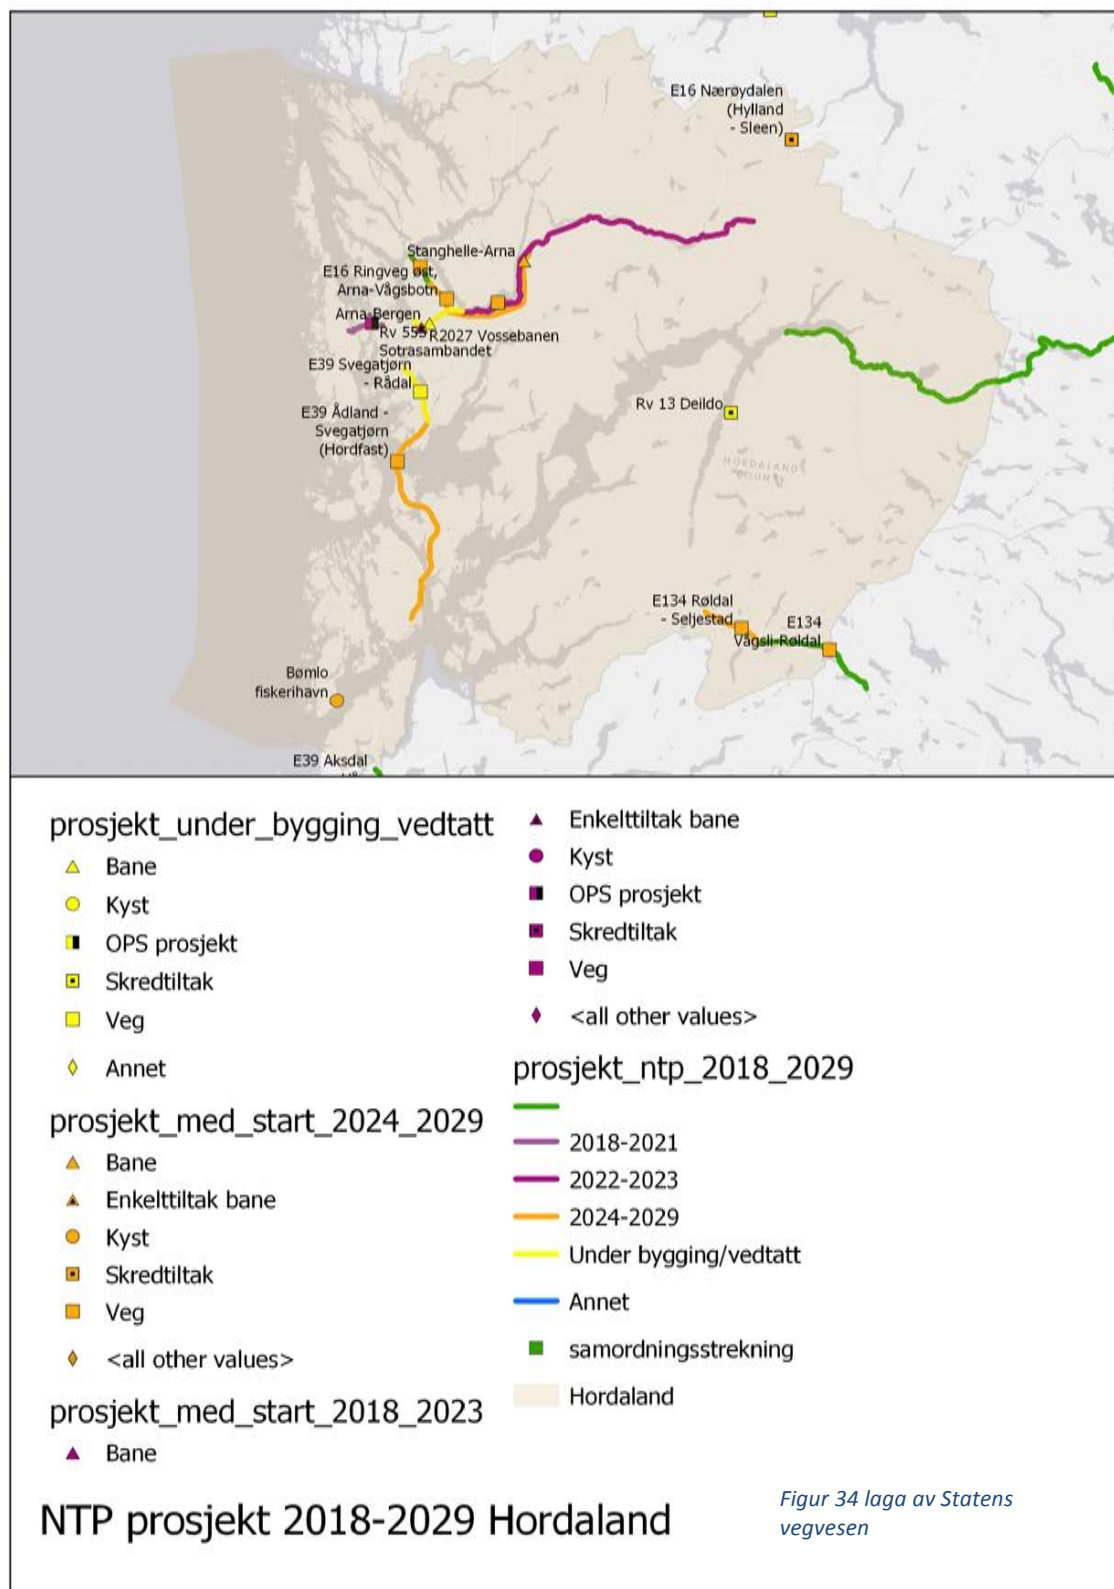 E16 Nærøydalen
(Hylland
- Sleen)
Stanghelle-Arna
E16 Ringveg øst,
Arna-Vågsbotn
Arna-Bergen
Rv 555
R2027 Vossebanen
Sotrasambandet
E39 Svegatjørn
- Rådal
E39 Ådland -
Svegatjørn
(Hordfast)
Rv 13 Deildo
HORDALAND
COUNTY
E134 Røldal
- Seljestad
E134
Vågsli-Røldal
Bømlo
fiskerihavn
E39 Aksdal
prosjekt_under_bygging_vedtatt
Bane
Kyst
OPS prosjekt
Skredtiltak
Veg
Annet
prosjekt_med_start_2024_2029
Bane
Enkelttiltak bane
Kyst
Skredtiltak
Veg
<all other values>
prosjekt_med_start_2018_2023
Bane
Enkelttiltak bane
Kyst
OPS prosjekt
Skredtiltak
Veg
<all other values>
prosjekt_ntp_2018_2029
2018-2021
2022-2023
2024-2029
Under bygging/vedtatt
Annet
samordningsstrekning
Hordaland
NTP prosjekt 2018-2029 Hordaland
Figur 34 laga av Statens
vegvesen